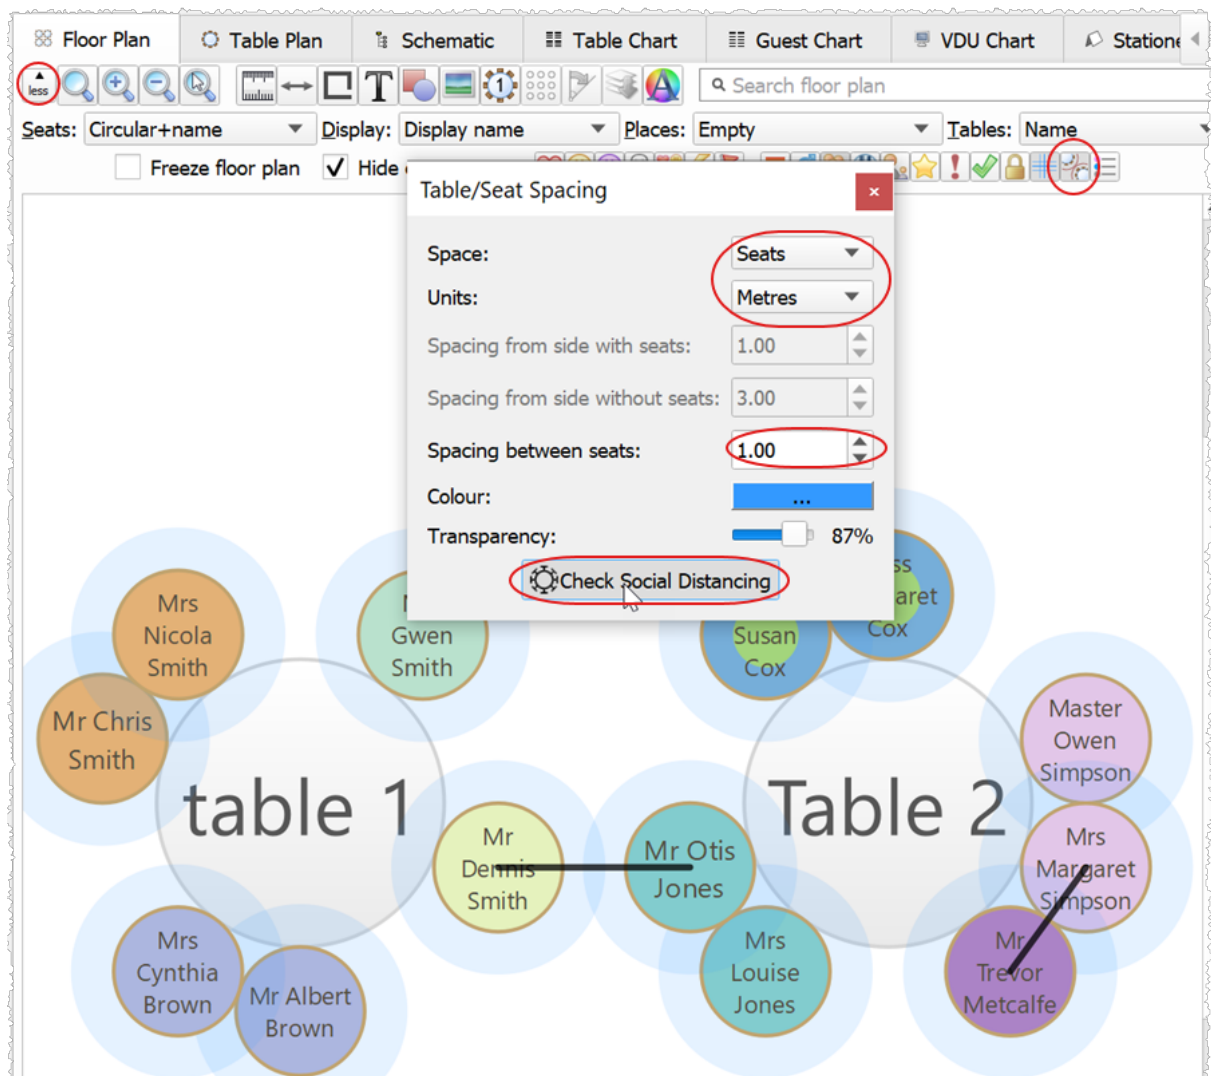 Floor Plan
Table Plan
Schematic
Table Chart
Guest Chart
VDU Chart
less
1
T
A
Search floor plan
Seats: Circular+name
Display: Display name
Places: Empty
Tables: Name
Freeze floor plan
Hide
Table/Seat Spacing
Space: Seats
Units: Metres
Spacing from side with seats: 1.00
Spacing from side without seats: 3.00
Spacing between seats: 1.00
Colour: ...
Transparency: 87%
Check Social Distancing
Mrs
Nicola
Smith
Gwen
Smith
Susan
Cox
Cox
Mr Chris
Smith
Master
Owen
Simpson
table 1
Table 2
Mr
Dennis
Smith
Mr Otis
Jones
Mrs
Margaret
Simpson
Mrs
Cynthia
Brown
Mr Albert
Brown
Mrs
Louise
Jones
Mr
Trevor
Metcalfe